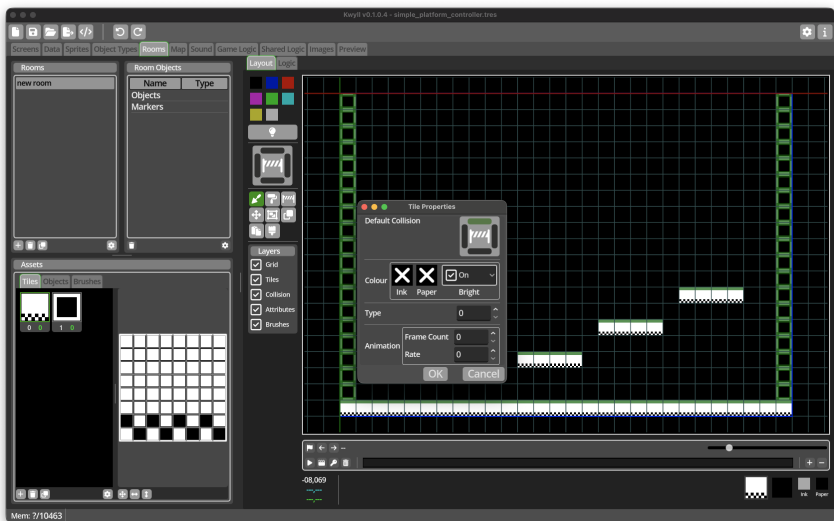 Kwyll v0.1.0.4 - simple_platform_controller.tres
Screens Data Sprites Object Types Rooms Map Sound Game Logic Shared Logic Images Preview
Rooms
new room
Room Objects
Name Type
Objects
Markers
Layout Logic
Layers
Grid
Tiles
Collision
Attributes
Brushes
Assets
Tiles Objects Brushes
0 0 1 0
Tile Properties
Default Collision
Colour
On
Ink Paper Bright
Type 0
Animation
Frame Count 0
Rate 0
OK Cancel
-08,069
---,---
---,---
Ink Paper
Mem: ?/10463